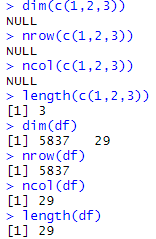 > dim(c(1,2,3))
NULL
> nrow(c(1,2,3))
NULL
> ncol(c(1,2,3))
NULL
> length(c(1,2,3))
[1] 3
> dim(df)
[1] 5837   29
> nrow(df)
[1] 5837
> ncol(df)
[1] 29
> length(df)
[1] 29